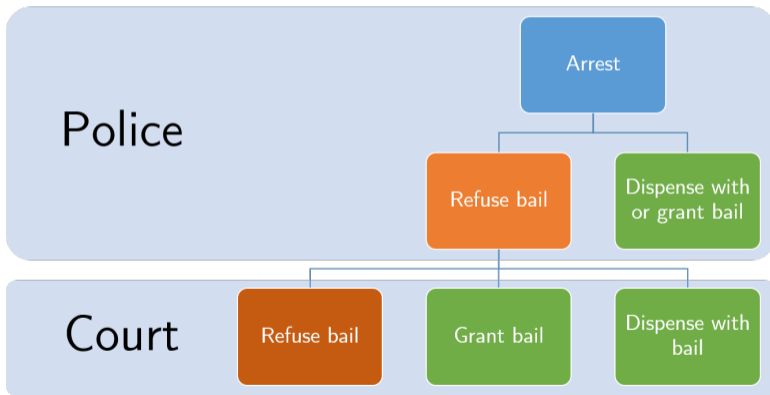 Police
Arrest
Refuse bail
Dispense with
or grant bail
Court
Refuse bail
Grant bail
Dispense with
bail